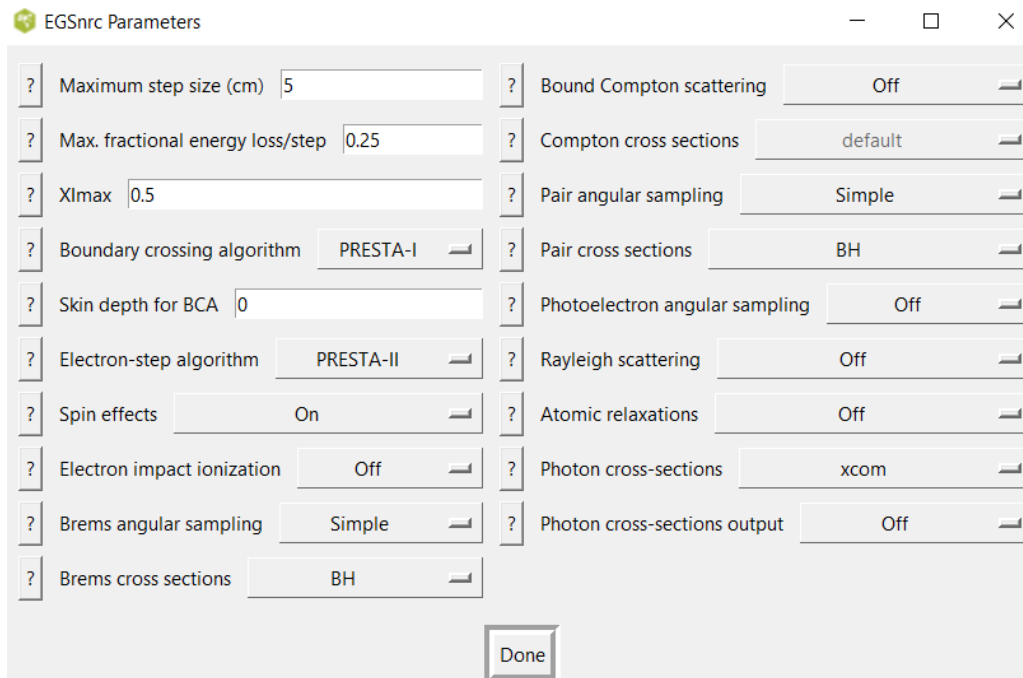 EGSnrc Parameters
? Maximum step size (cm) 5
? Max. fractional energy loss/step 0.25
? XImax 0.5
? Boundary crossing algorithm PRESTA-I
? Skin depth for BCA 0
? Electron-step algorithm PRESTA-II
? Spin effects On
? Electron impact ionization Off
? Brems angular sampling Simple
? Brems cross sections BH
? Bound Compton scattering Off
? Compton cross sections default
? Pair angular sampling Simple
? Pair cross sections BH
? Photoelectron angular sampling Off
? Rayleigh scattering Off
? Atomic relaxations Off
? Photon cross-sections xcom
? Photon cross-sections output Off
Done